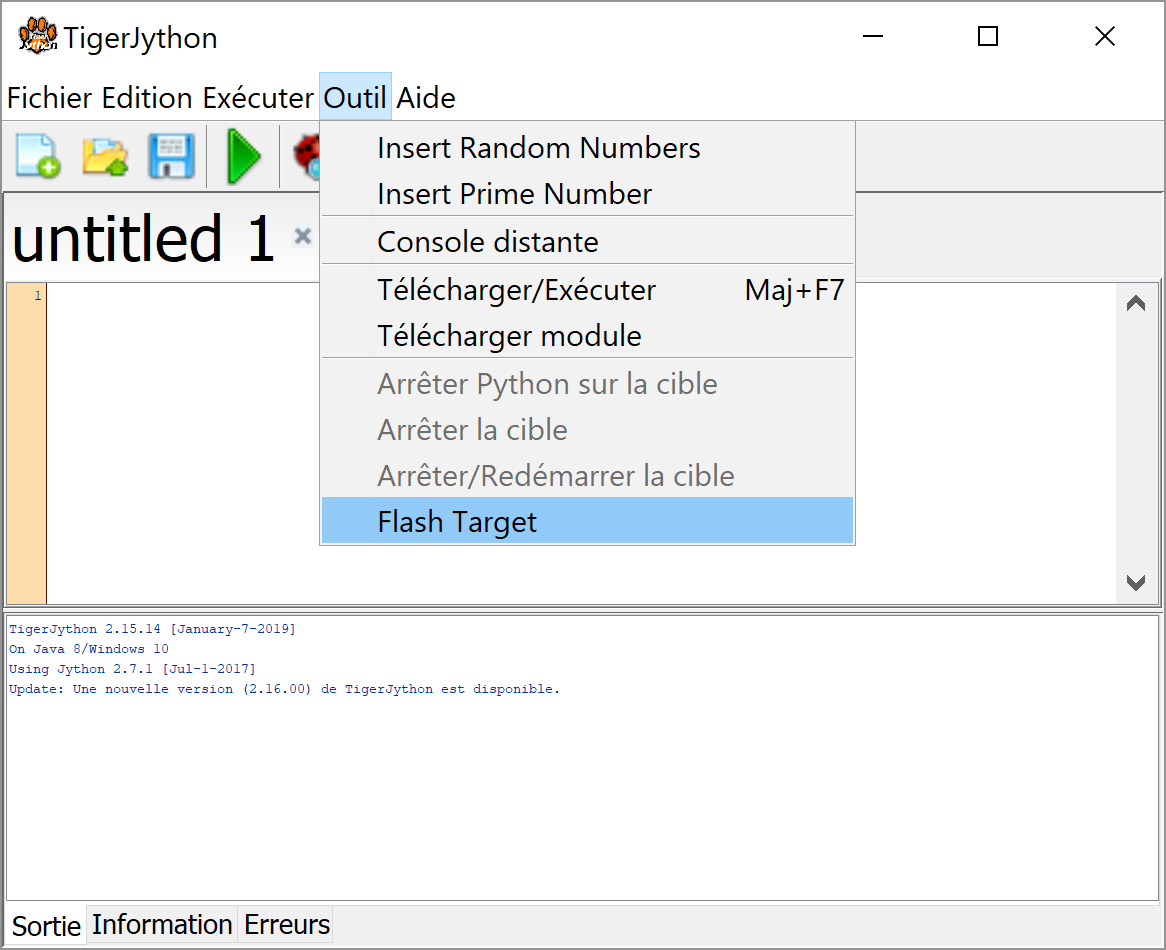 TigerJython
Fichier Edition Exécuter Outil Aide
Insert Random Numbers
Insert Prime Number
untitled 1
Console distante
Télécharger/Exécuter Maj+F7
1
Télécharger module
Arrêter Python sur la cible
Arrêter la cible
Arrêter/Redémarrer la cible
Flash Target
TigerJython 2.15.14 [January-7-2019]
On Java 8/Windows 10
Using Jython 2.7.1 [Jul-1-2017]
Update: Une nouvelle version (2.16.00) de TigerJython est disponible.
Sortie Information Erreurs